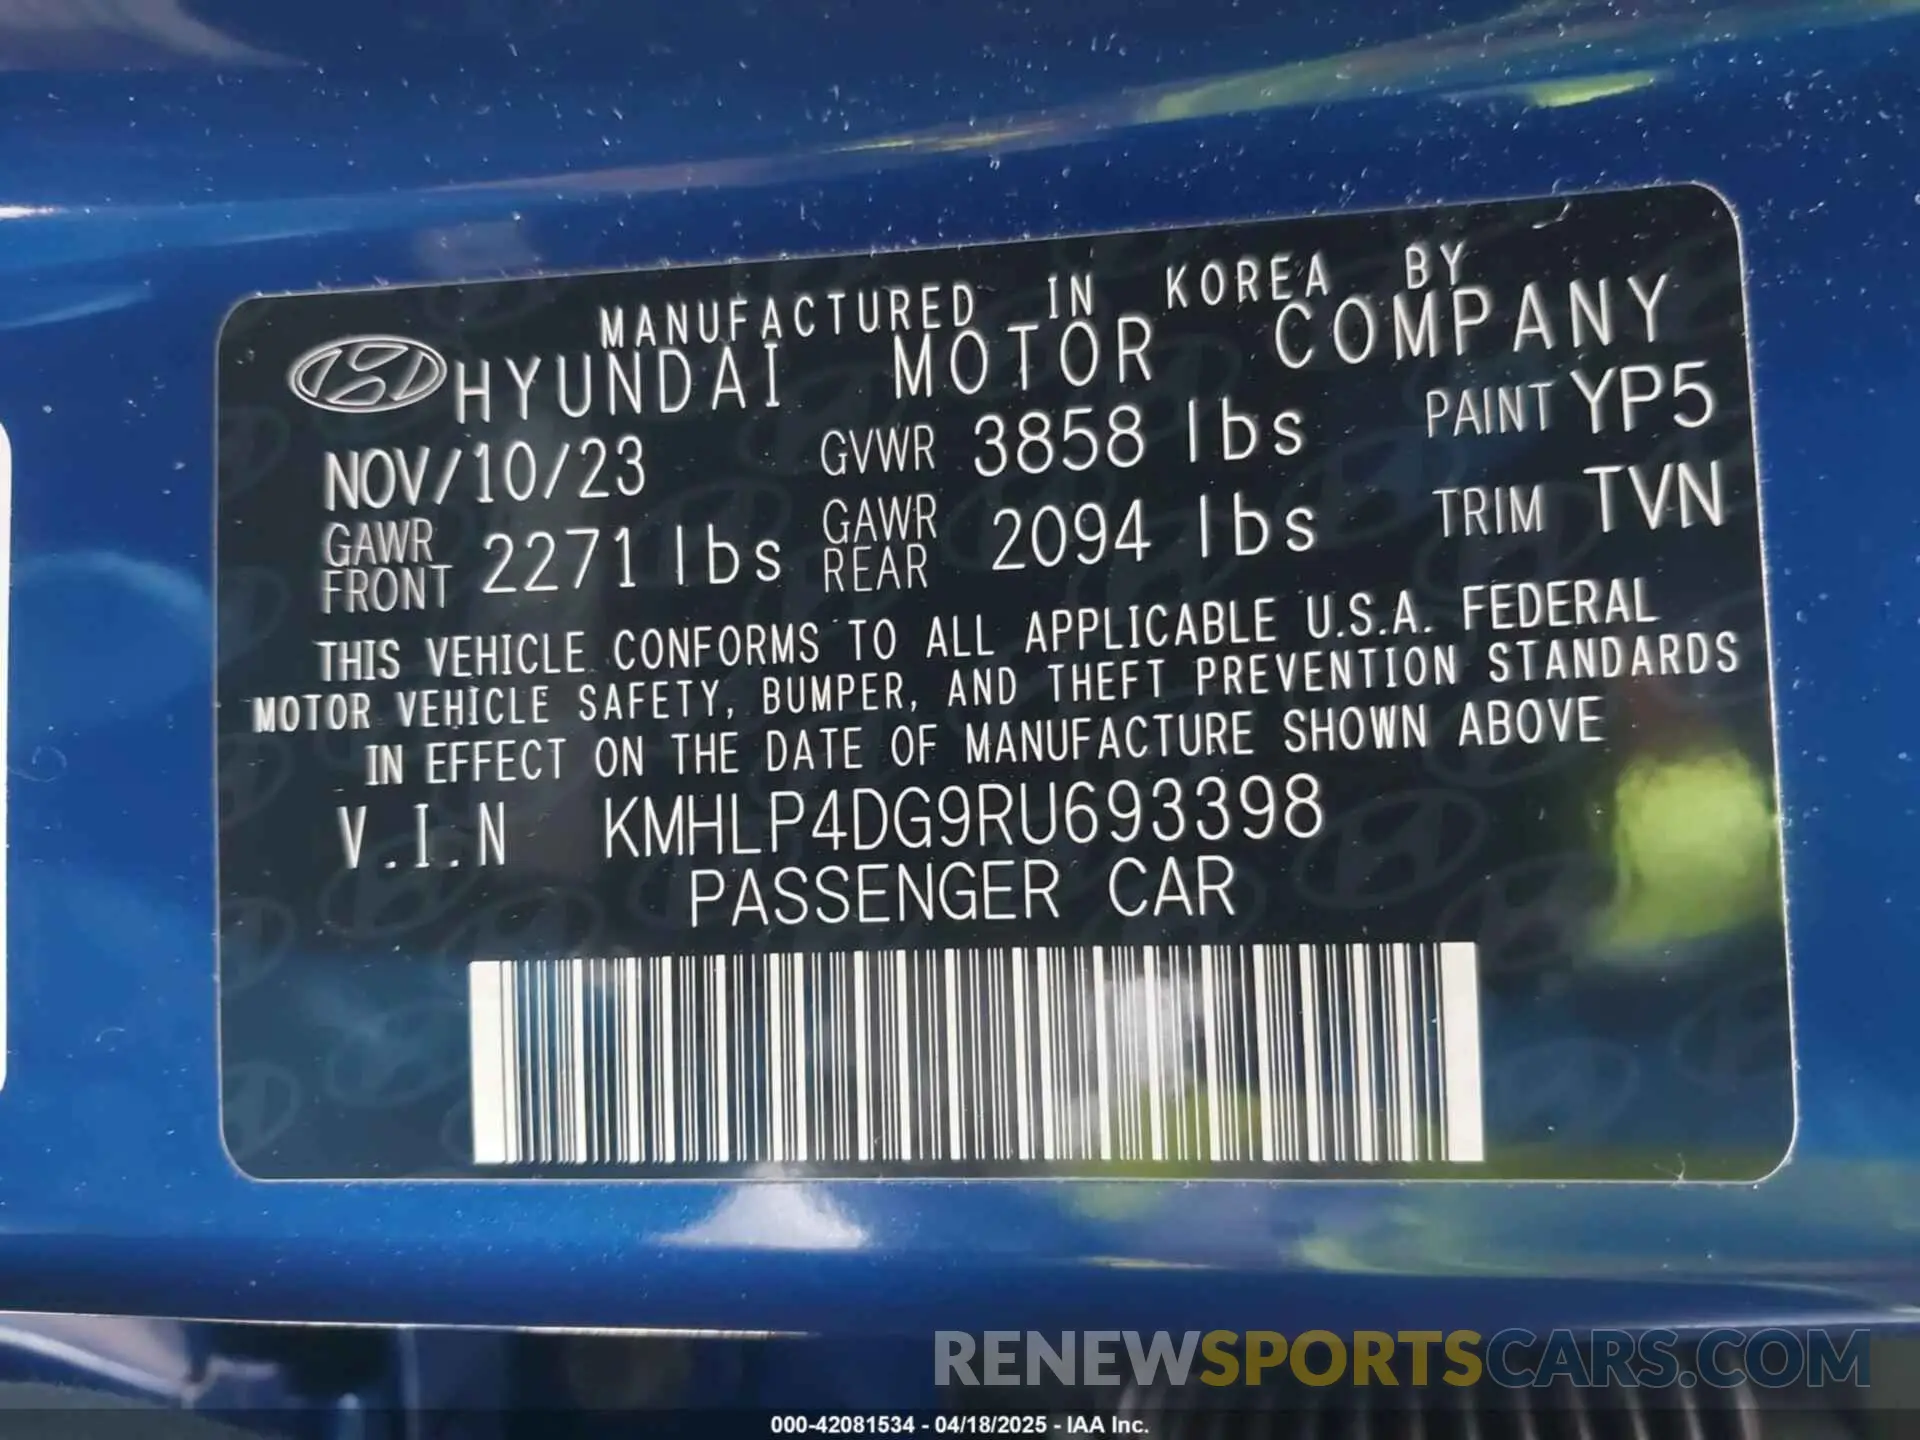 MANUFACTURED IN KOREA BY
HYUNDAI MOTOR COMPANY
NOV/10/23 GVWR 3858 lbs PAINT YP5
GAWR FRONT 2271 lbs GAWR REAR 2094 lbs TRIM TVN
THIS VEHICLE CONFORMS TO ALL APPLICABLE U.S.A. FEDERAL
MOTOR VEHICLE SAFETY, BUMPER, AND THEFT PREVENTION STANDARDS
IN EFFECT ON THE DATE OF MANUFACTURE SHOWN ABOVE
V.I.N KMHLP4DG9RU693398
PASSENGER CAR
RENEWSPORTSCARS.COM
000-42081534 - 04/18/2025 - IAA Inc.